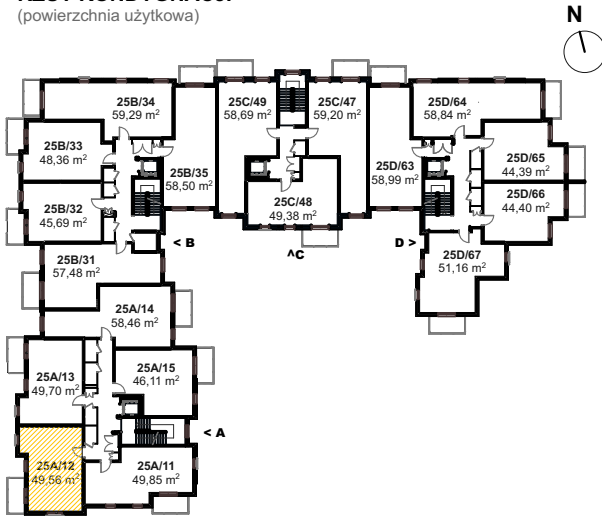 (powierzchnia użytkowa)
N
25B/34
59,29 m²
25C/49
58,69 m²
25C/47
59,20 m²
25D/64
58,84 m²
25B/33
48,36 m²
25B/35
58,50 m²
25D/63
58,99 m²
25D/65
44,39 m²
25B/32
45,69 m²
25C/48
49,38 m²
25D/66
44,40 m²
< B
^C
D >
25B/31
57,48 m²
25D/67
51,16 m²
25A/14
58,46 m²
25A/13
49,70 m²
25A/15
46,11 m²
< A
25A/12
49,56 m²
25A/11
49,85 m²